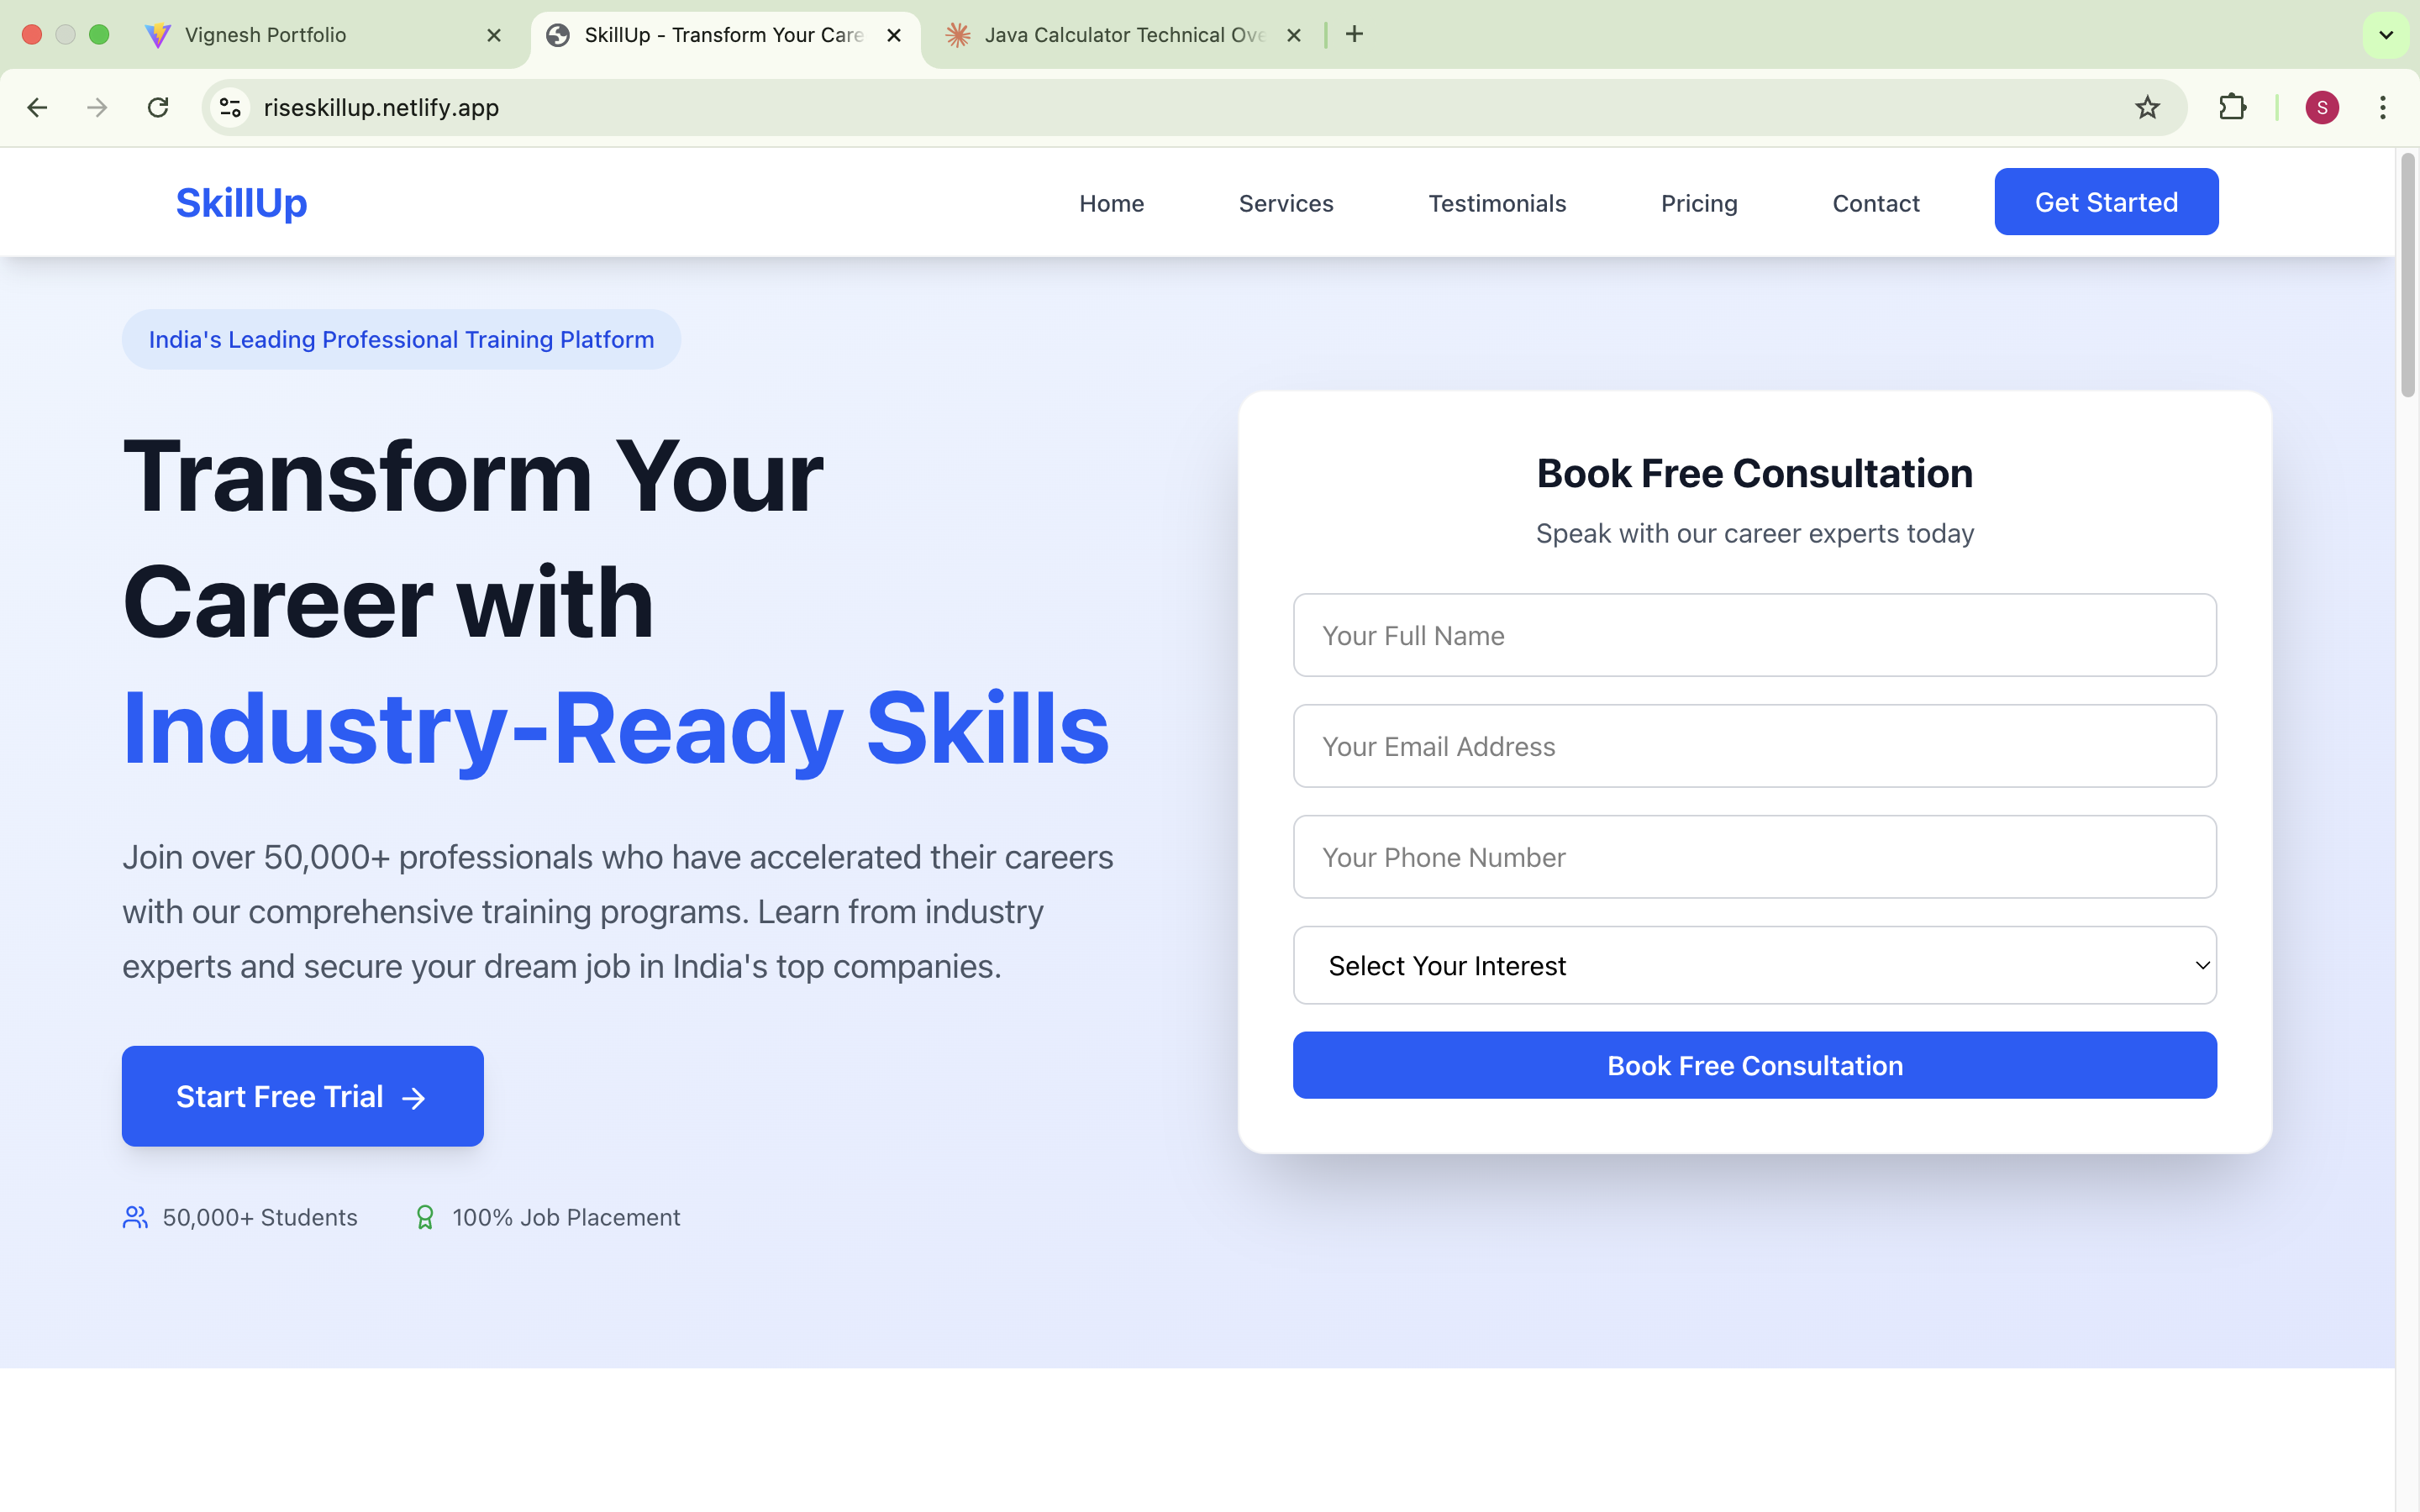 Vignesh Portfolio
SkillUp - Transform Your Care
Java Calculator Technical Ove
riseskillup.netlify.app
S
SkillUp
Home
Services
Testimonials
Pricing
Contact
Get Started
India's Leading Professional Training Platform
Transform Your
Career with
Industry-Ready Skills
Join over 50,000+ professionals who have accelerated their careers
with our comprehensive training programs. Learn from industry
experts and secure your dream job in India's top companies.
Start Free Trial →
50,000+ Students
100% Job Placement
Book Free Consultation
Speak with our career experts today
Your Full Name
Your Email Address
Your Phone Number
Select Your Interest
Book Free Consultation